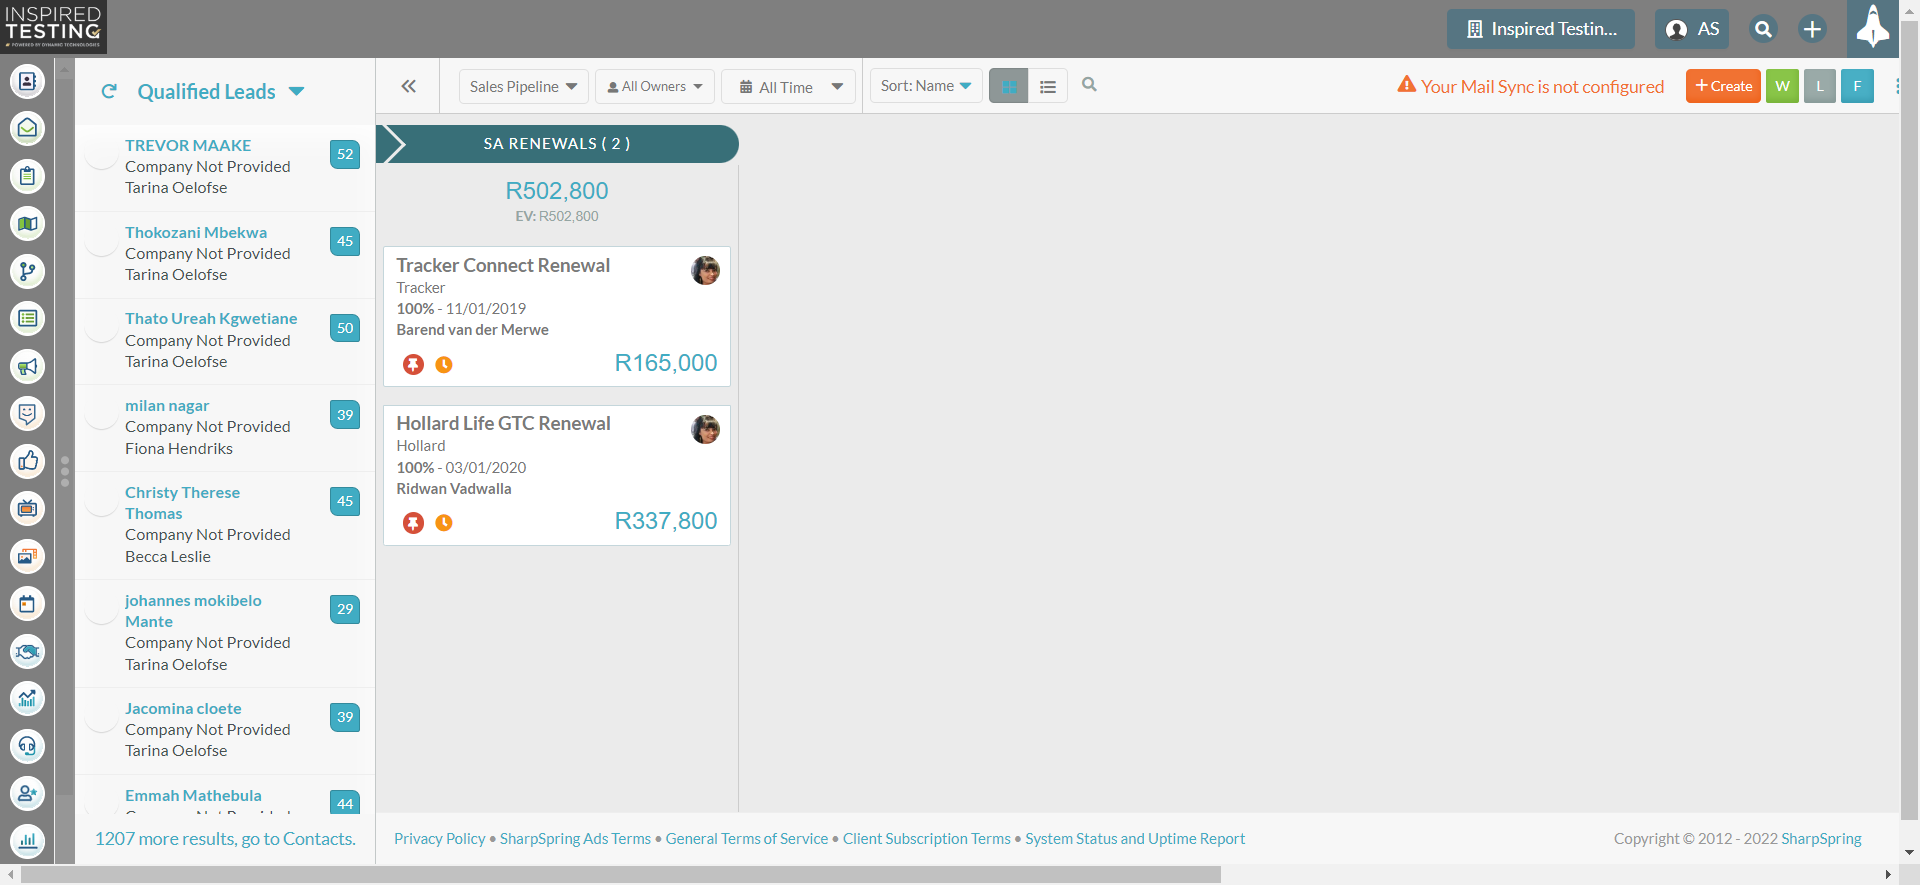 INSPIRED
TESTING
POWERED BY DYNAMIC TECHNOLOGIES
Inspired Testin...
AS
Qualified Leads
Sales Pipeline
All Owners
All Time
Sort: Name
Your Mail Sync is not configured
+ Create
W
L
F
TREVOR MAAKE
52
Company Not Provided
Tarina Oelofse
Thokozani Mbekwa
45
Company Not Provided
Tarina Oelofse
Thato Ureah Kgwetiane
50
Company Not Provided
Tarina Oelofse
milan nagar
39
Company Not Provided
Fiona Hendriks
Christy Therese
Thomas
45
Company Not Provided
Becca Leslie
johannes mokibelo
Mante
29
Company Not Provided
Tarina Oelofse
Jacomina cloete
39
Company Not Provided
Tarina Oelofse
Emmah Mathebula
44
1207 more results, go to Contacts.
SA RENEWALS ( 2 )
R502,800
EV: R502,800
Tracker Connect Renewal
Tracker
100% - 11/01/2019
Barend van der Merwe
R165,000
Hollard Life GTC Renewal
Hollard
100% - 03/01/2020
Ridwan Vadwalla
R337,800
Privacy Policy • SharpSpring Ads Terms • General Terms of Service • Client Subscription Terms • System Status and Uptime Report
Copyright © 2012 - 2022 SharpSpring